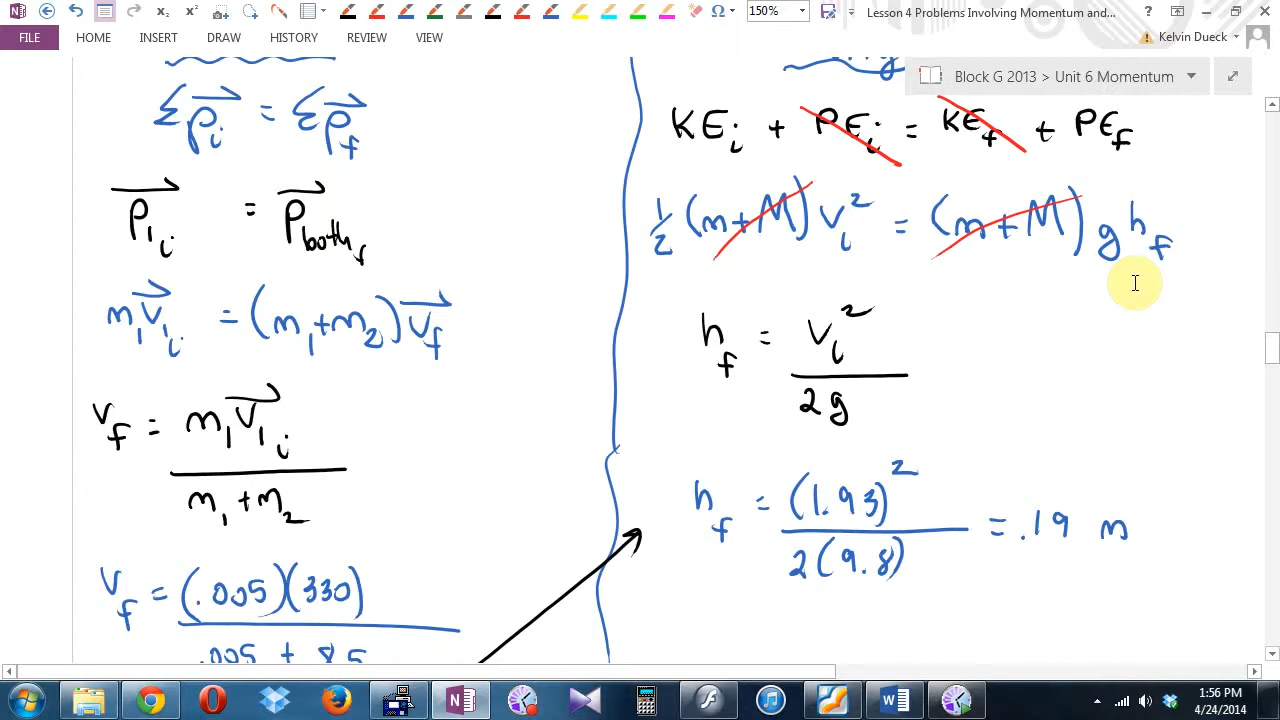 150%
Lesson 4 Problems Involving Momentum and...
FILE HOME INSERT DRAW HISTORY REVIEW VIEW
Kelvin Dueck
Block G 2013 > Unit 6 Momentum
Σp⃗i = Σp⃗f
p⃗1i = p⃗both f
m1v⃗1i = (m1+m2)v⃗f
vf = m1v⃗1i
m1+m2
vf = (.005)(330)
.005 + .85
KEi + PEi = KEf + PEf
1/2 (m+M) vi² = (m+M) ghf
hf = vi²
2g
hf = (1.93)² = .19 m
2(9.8)
1:56 PM
4/24/2014